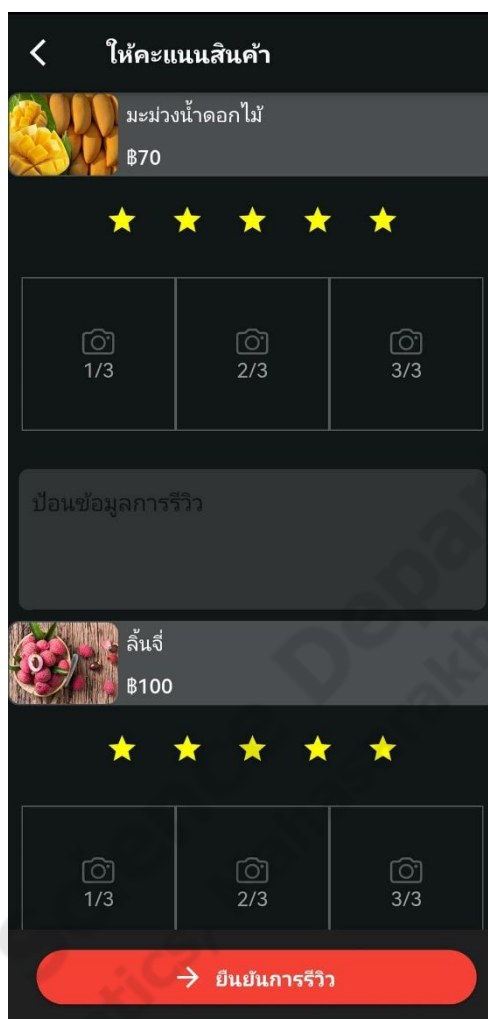 ให้คะแนนสินค้า
มะม่วงน้ำดอกไม้
฿70
1/3 2/3 3/3
ป้อนข้อมูลการรีวิว
ลิ้นจี่
฿100
1/3 2/3 3/3
→ ยืนยันการรีวิว